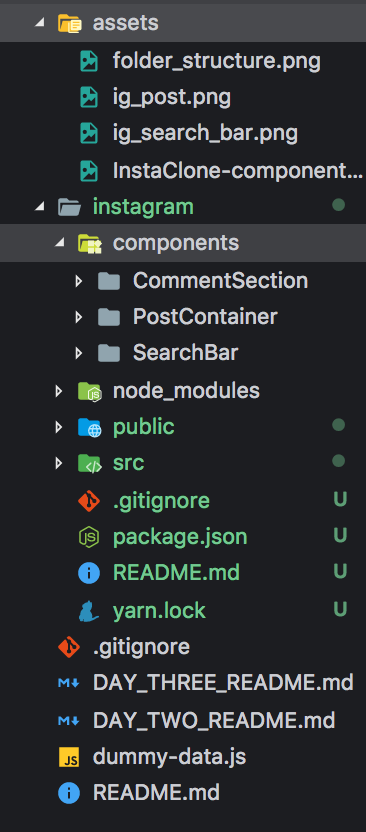 assets
folder_structure.png
ig_post.png
ig_search_bar.png
InstaClone-component...
instagram
components
CommentSection
PostContainer
SearchBar
node_modules
public
src
.gitignore U
package.json U
README.md U
yarn.lock U
.gitignore
DAY_THREE_README.md
DAY_TWO_README.md
dummy-data.js
README.md